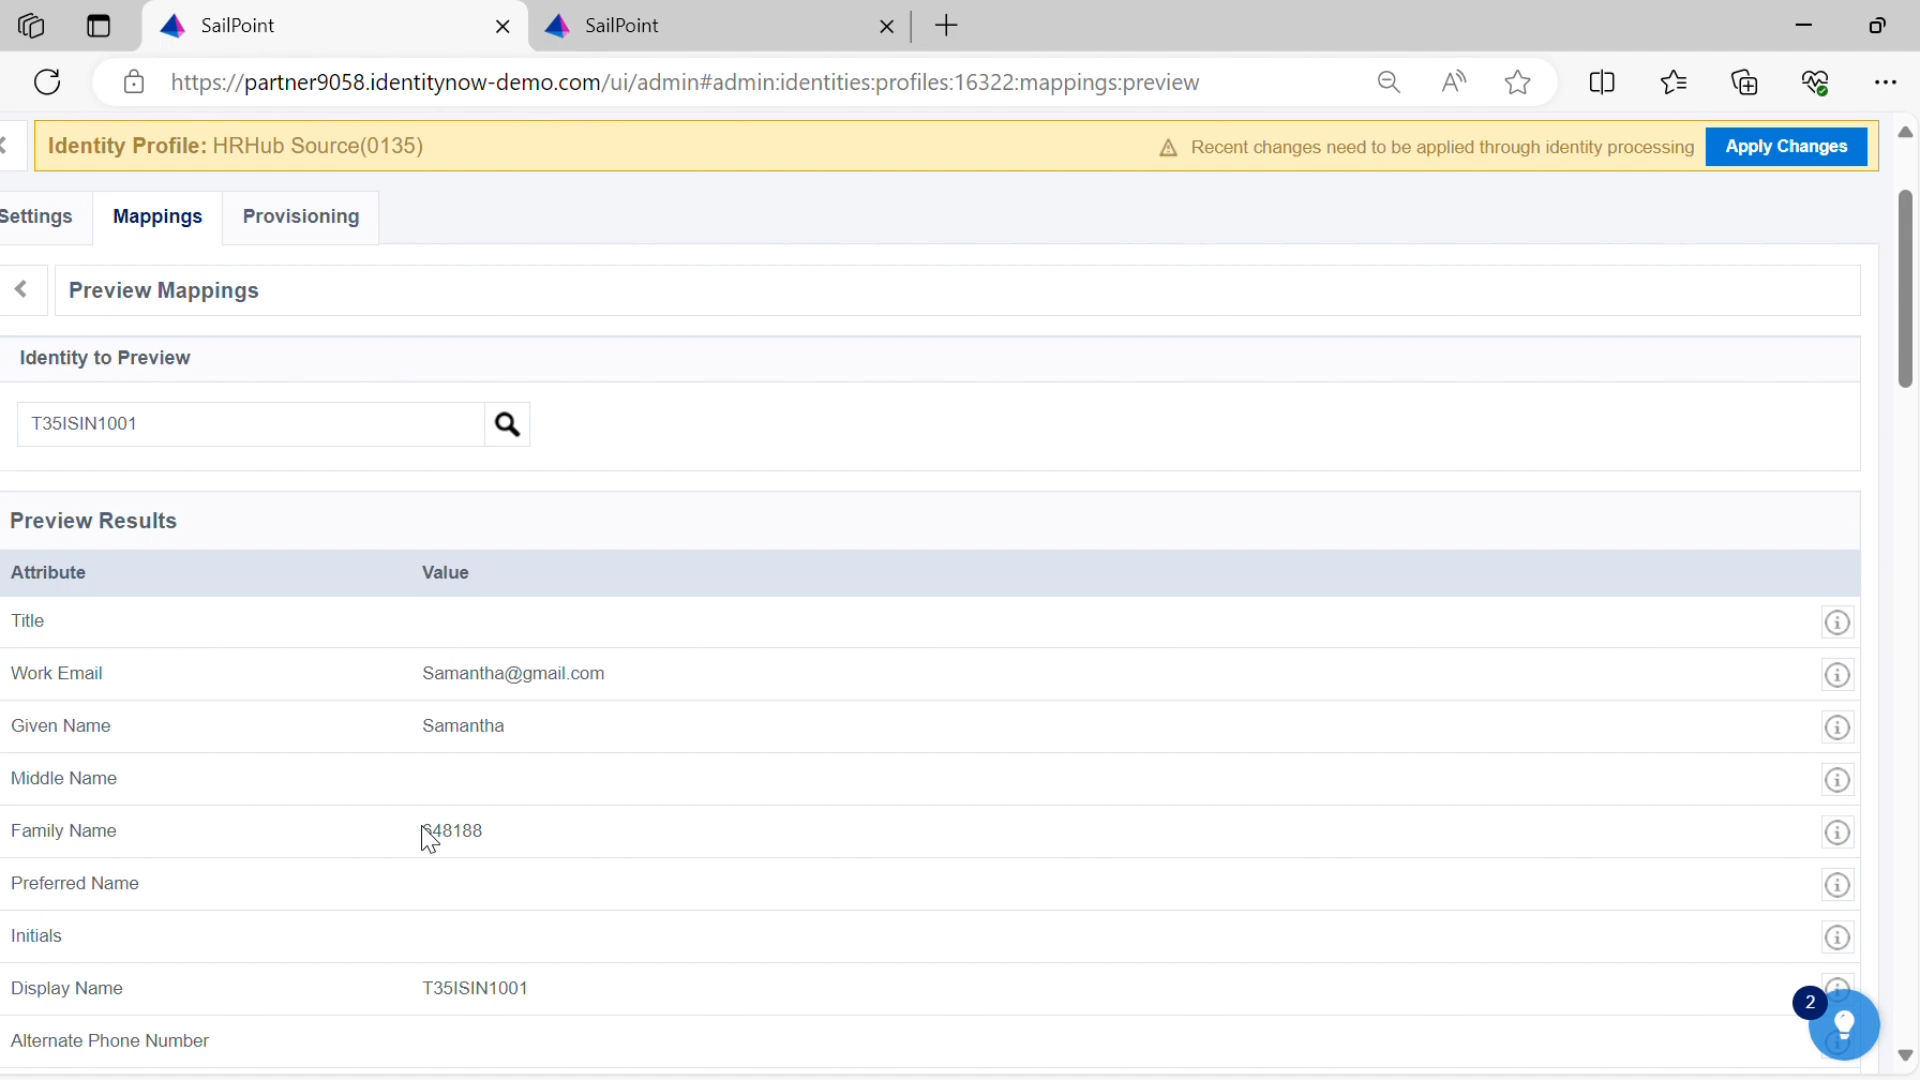 SailPoint
SailPoint
https://partner9058.identitynow-demo.com/ui/admin#admin:identities:profiles:16322:mappings:preview
Identity Profile: HRHub Source(0135)
Recent changes need to be applied through identity processing
Apply Changes
Settings
Mappings
Provisioning
Preview Mappings
Identity to Preview
T35ISIN1001
Preview Results
Attribute Value
Title
Work Email Samantha@gmail.com
Given Name Samantha
Middle Name
Family Name
Preferred Name
Initials
Display Name T35ISIN1001
2
Alternate Phone Number